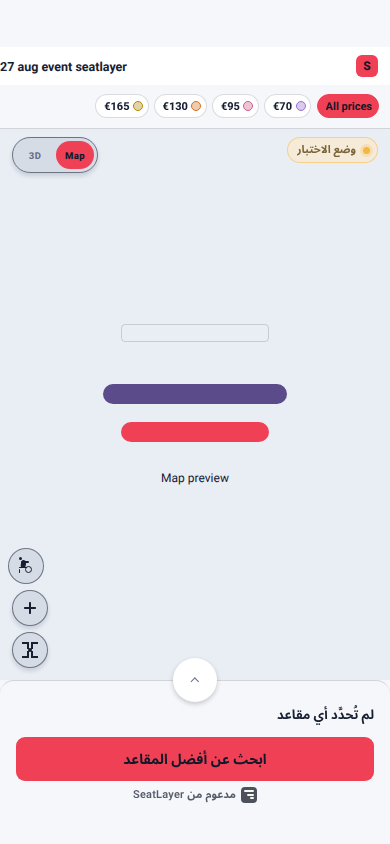 S
27 aug event seatlayer
All prices
€70
€95
€130
€165
وضع الاختبار
3D
Map
Map preview
لم تُحدَّد أي مقاعد
ابحث عن أفضل المقاعد
مدعوم من SeatLayer